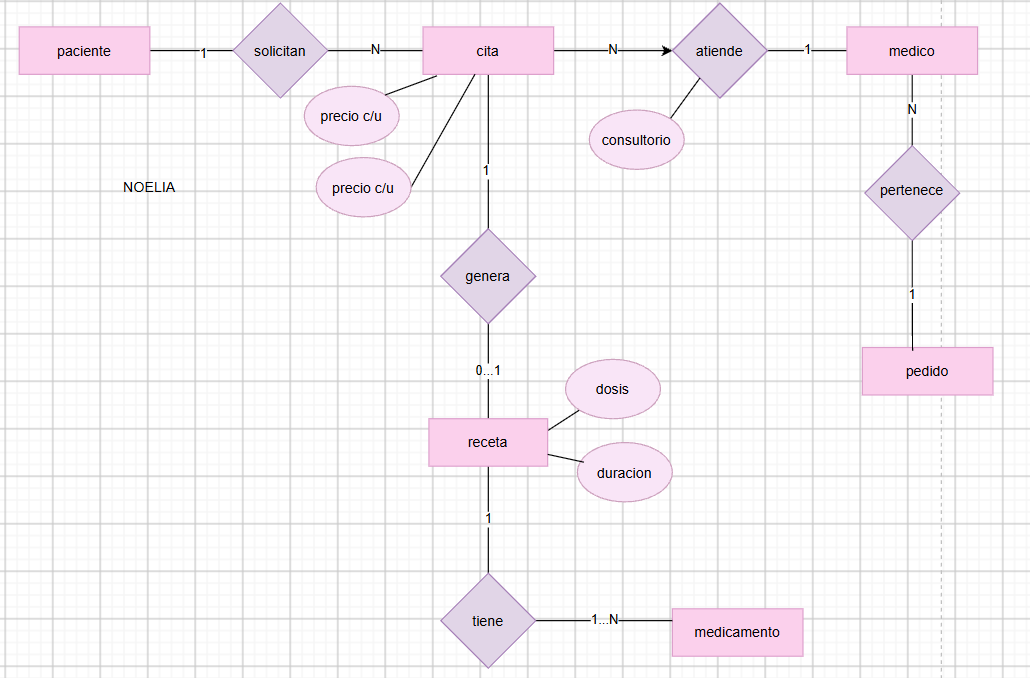 paciente
1
solicitan
N
cita
N
atiende
1
medico
precio c/u
consultorio
N
precio c/u
NOELIA
1
pertenece
genera
1
0...1
pedido
dosis
receta
duracion
1
tiene
1...N
medicamento